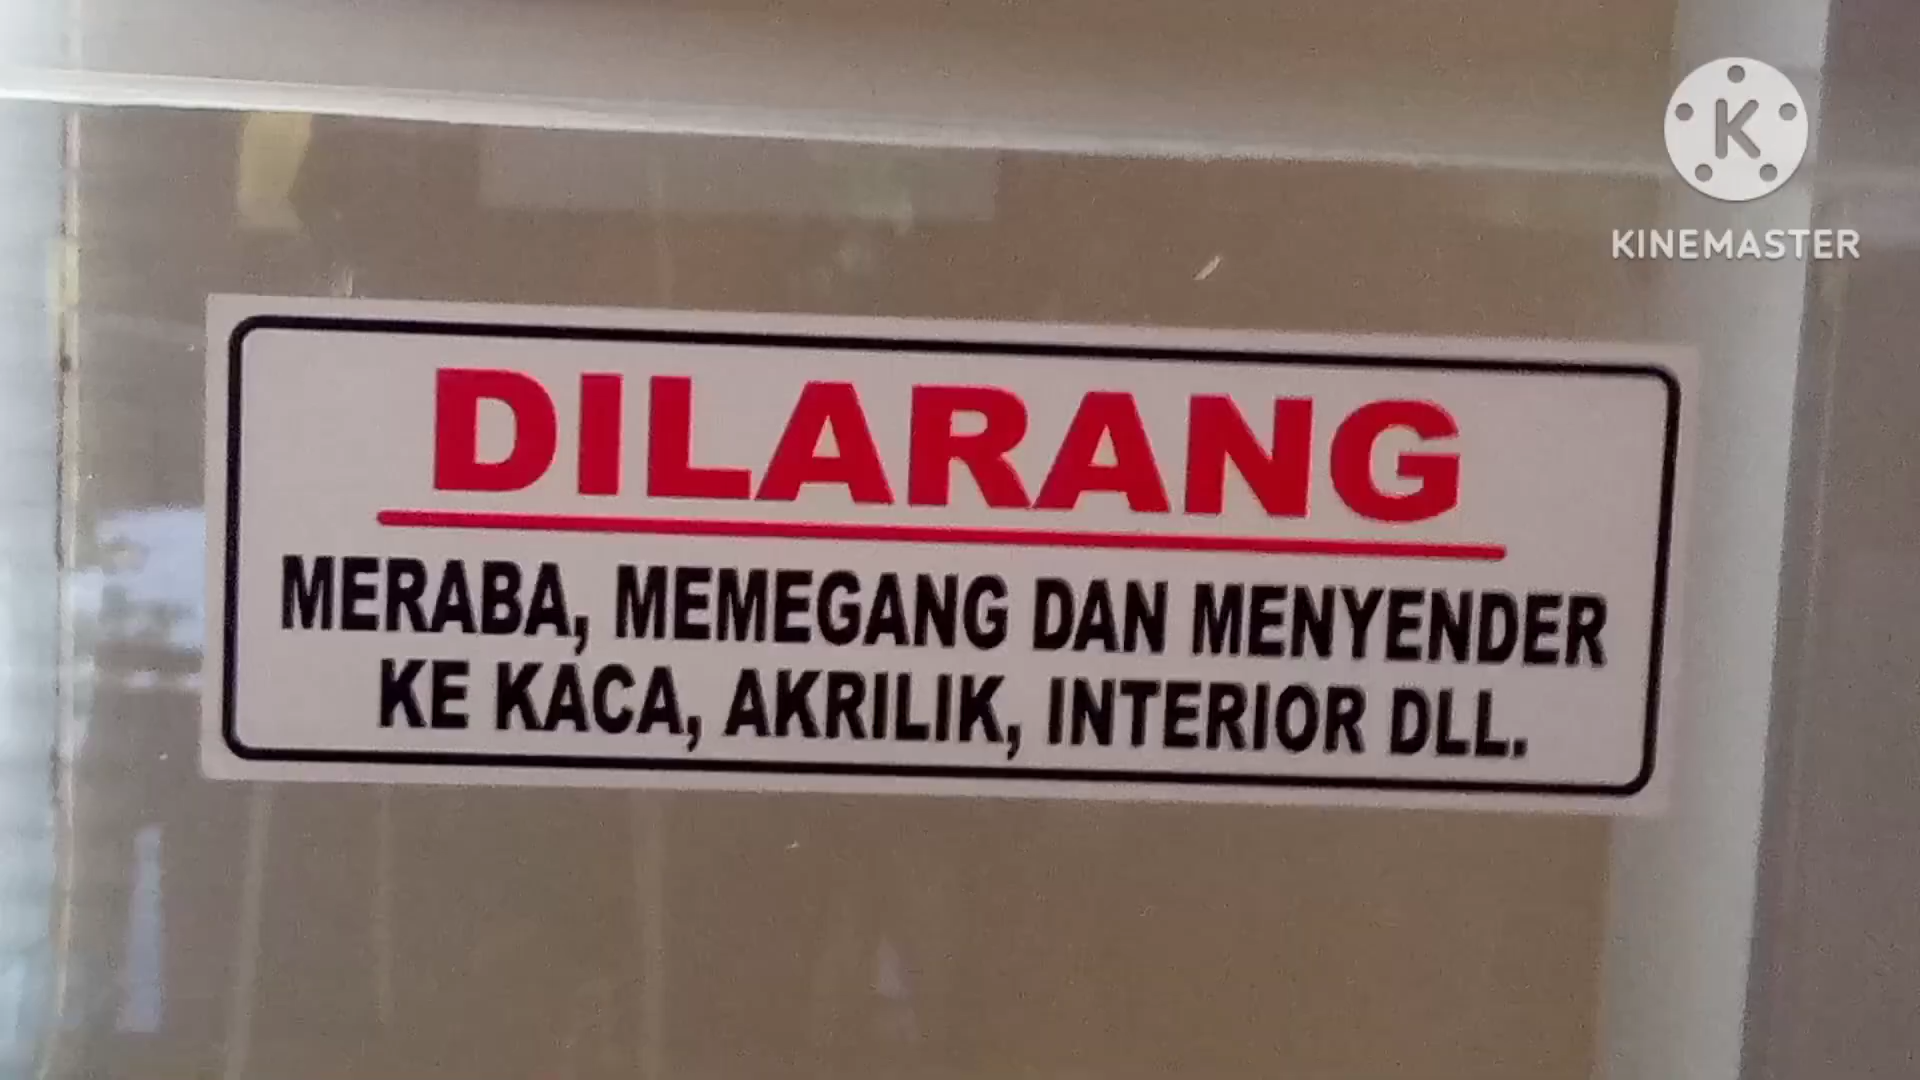 K
KINEMASTER
DILARANG
MERABA, MEMEGANG DAN MENYENDER
KE KACA, AKRILIK, INTERIOR DLL.